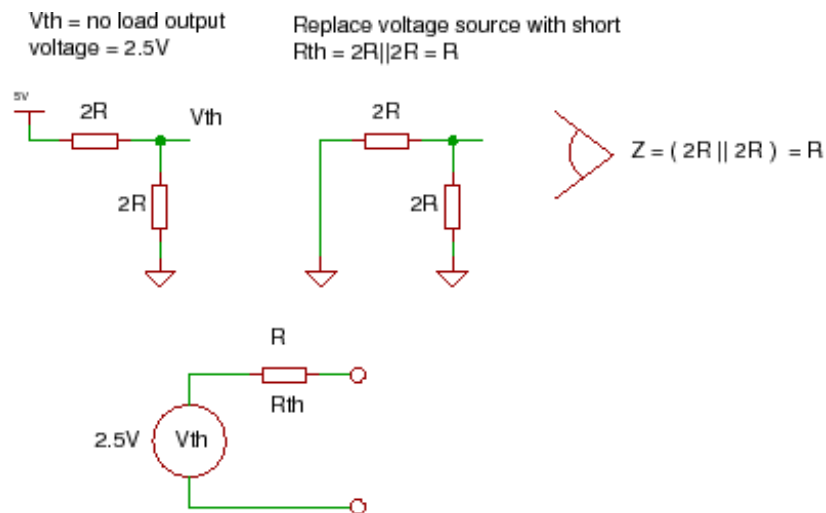 Vth = no load output
voltage = 2.5V
Replace voltage source with short
Rth = 2R||2R = R
5V
2R
Vth
2R
2R
2R
Z = ( 2R || 2R ) = R
R
Rth
2.5V
Vth